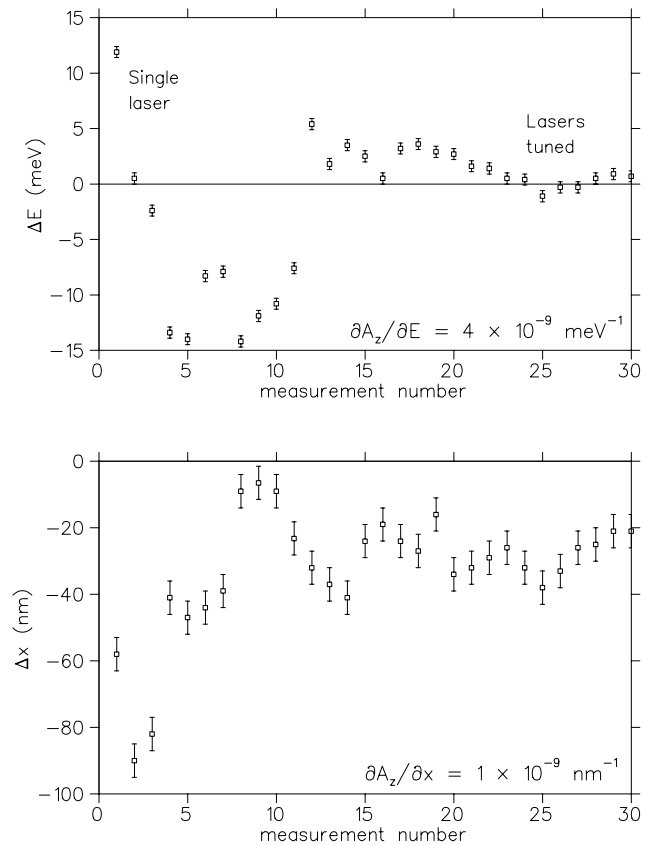 15
10
5
0
−5
−10
−15
ΔE (meV)
Single
laser
Lasers
tuned
∂A_z/∂E = 4 × 10⁻⁹ meV⁻¹
0 5 10 15 20 25 30
measurement number
0
−20
−40
−60
−80
−100
Δx (nm)
∂A_z/∂x = 1 × 10⁻⁹ nm⁻¹
0 5 10 15 20 25 30
measurement number